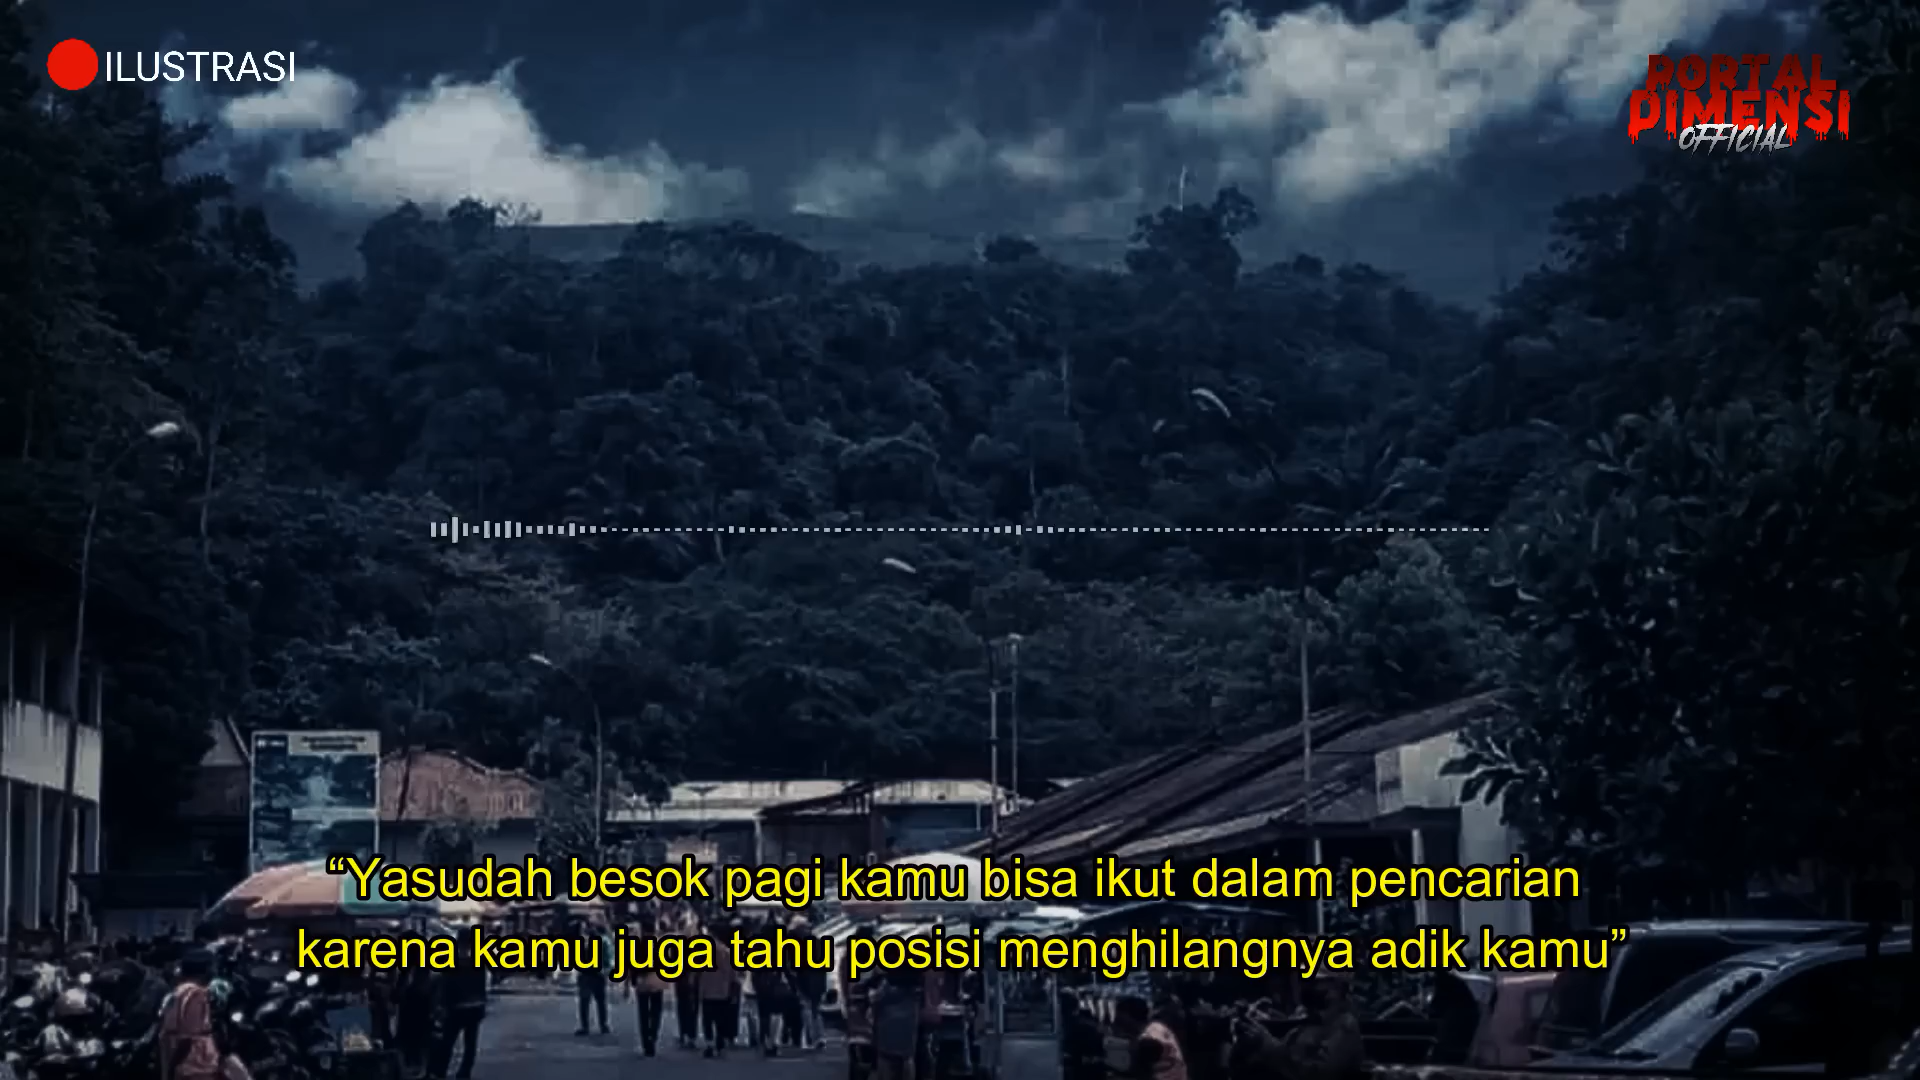 ILUSTRASI
PORTAL
DIMENSI
OFFICIAL
“Yasudah besok pagi kamu bisa ikut dalam pencarian
karena kamu juga tahu posisi menghilangnya adik kamu”